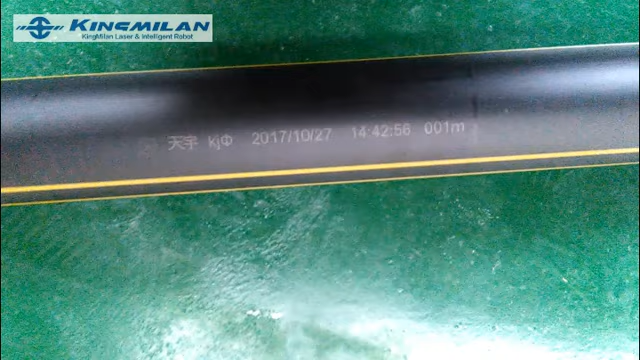 KINGMILAN
KingMilan Laser & Intelligent Robot
天宇 KjΦ 2017/10/27 14:42:56 001m